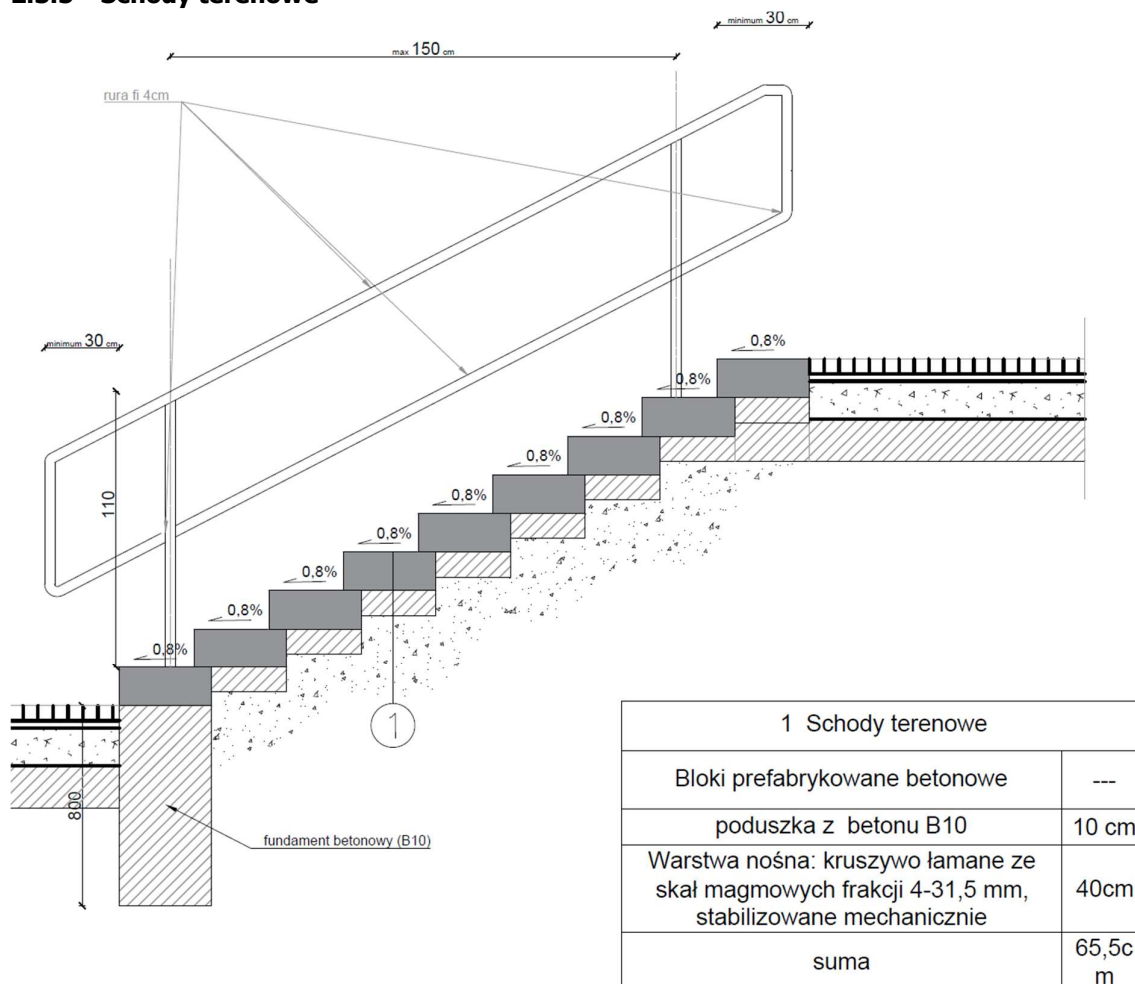 2.3.3 Schody terenowe
minimum 30 cm
max 150 cm
rura fi 4cm
0,8%
minimum 30 cm
0,8%
0,8%
0,8%
110
0,8%
0,8%
0,8%
0,8%
0,8%
1
800
fundament betonowy (B10)
1 Schody terenowe
Bloki prefabrykowane betonowe ---
poduszka z betonu B10 10 cm
Warstwa nośna: kruszywo łamane ze
skał magmowych frakcji 4-31,5 mm, 40cm
stabilizowane mechanicznie
suma 65,5c
m